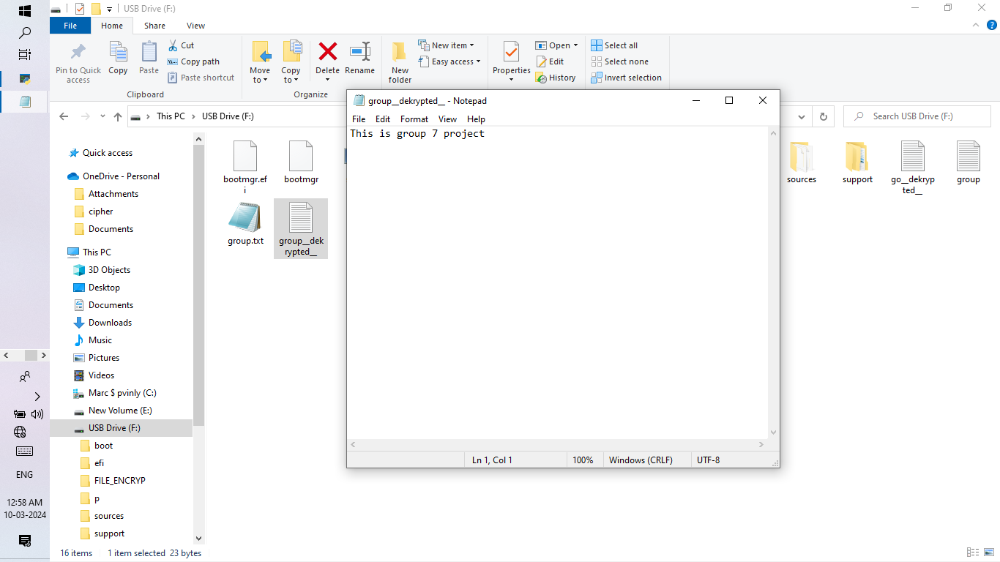 USB Drive (F:)
File
Home
Share
View
Pin to Quick
access
Copy
Paste
Cut
Copy path
Paste shortcut
Clipboard
Move
to
Copy
to
Delete
Rename
Organize
New
folder
New item
Easy access
Properties
Open
Edit
History
Select all
Select none
Invert selection
This PC
USB Drive (F:)
Search USB Drive (F:)
Quick access
OneDrive - Personal
Attachments
cipher
Documents
This PC
3D Objects
Desktop
Documents
Downloads
Music
Pictures
Videos
Marc $ pvinly (C:)
New Volume (E:)
USB Drive (F:)
boot
efi
FILE_ENCRYP
p
sources
support
bootmgr.ef
i
bootmgr
sources
support
go__dekryp
ted__
group
group.txt
group__dek
rypted__
group__dekrypted__ - Notepad
File
Edit
Format
View
Help
This is group 7 project
Ln 1, Col 1
100%
Windows (CRLF)
UTF-8
ENG
12:58 AM
10-03-2024
16 items
1 item selected
23 bytes